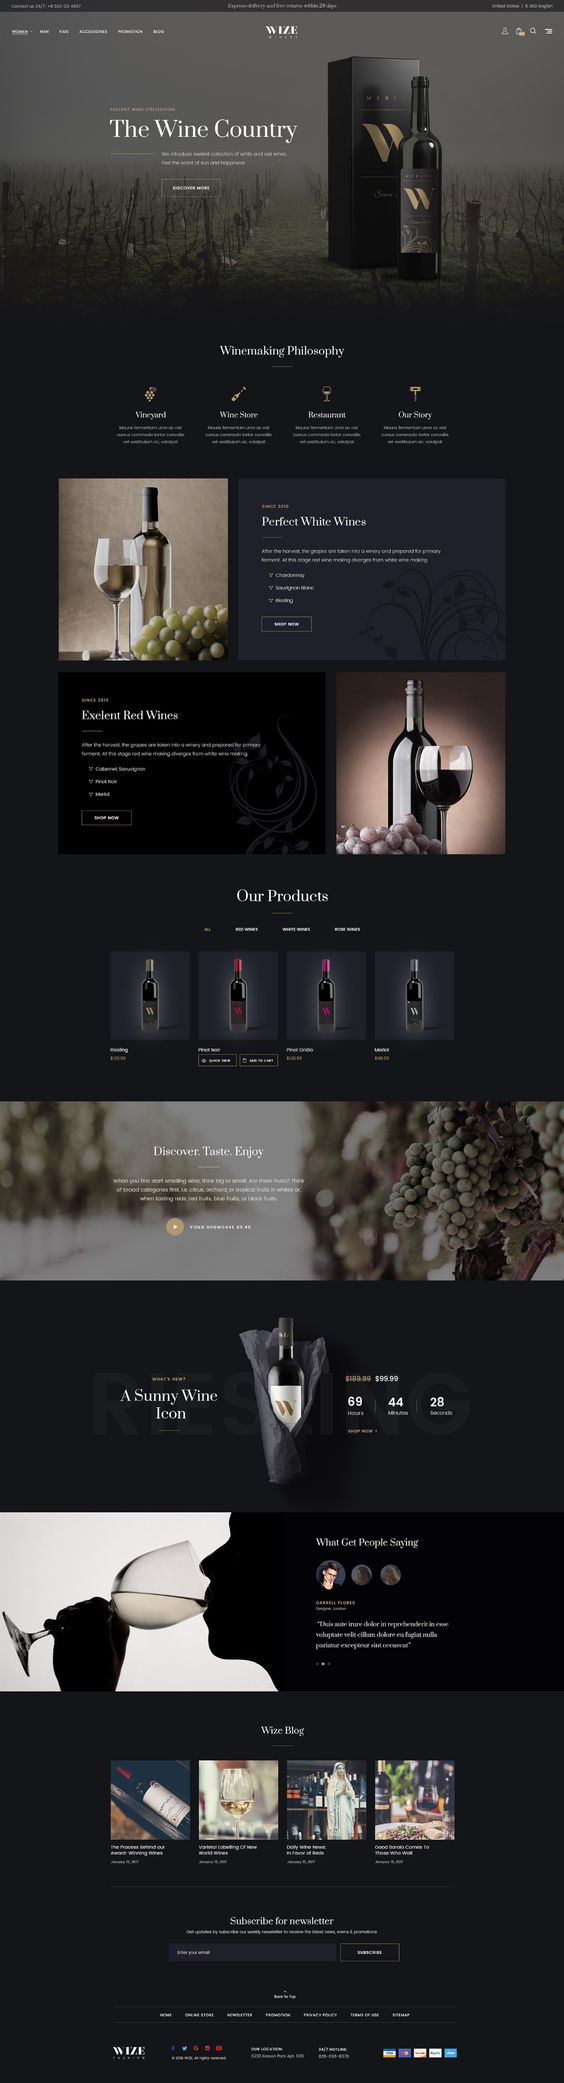 Contact us 24/7: +8 800 123 4567
Express delivery and free returns within 28 days
United States | $ USD English
WOMEN MEN KIDS ACCESSORIES PROMOTION BLOG
WIZE
WINERY
EXELENT WINE COLLECTION
The Wine Country
We introduce exelent collection of white and red wines.
Feel the scent of sun and happiness.
DISCOVER MORE
MERLOT
W
Since
MERLOT
W
Winemaking Philosophy
Vineyard
Mauris fermentum urna ac nisl
cursus commodo tortor convallis
vel vestibulum ac, volutpat
Wine Store
Mauris fermentum urna ac nisl
cursus commodo tortor convallis
vel vestibulum ac, volutpat
Restaurant
Mauris fermentum urna ac nisl
cursus commodo tortor convallis
vel vestibulum ac, volutpat
Our Story
Mauris fermentum urna ac nisl
cursus commodo tortor convallis
vel vestibulum ac, volutpat
SINCE 2010
Perfect White Wines
After the harvest, the grapes are taken into a winery and prepared for primary
ferment. At this stage red wine making diverges from white wine making.
Chardonnay
Sauvignon Blanc
Riesling
SHOP NOW
SINCE 2010
Exelent Red Wines
After the harvest, the grapes are taken into a winery and prepared for primary
ferment. At this stage red wine making diverges from white wine making.
Cabernet Sauvignon
Pinot Noir
Merlot
SHOP NOW
Our Products
ALL RED WINES WHITE WINES ROSE WINES
Riesling
$129.99
Pinot Noir
QUICK VIEW ADD TO CART
Pinot Gridio
$139.99
Merlot
$98.99
Discover. Taste. Enjoy
When you first start smelling wine, think big to small. Are there fruits? Think
of broad categories first, i.e. citrus, orchard, or tropical fruits in whites or,
when tasting reds, red fruits, blue fruits, or black fruits.
VIDEO SHOWCASE 03:40
RIESLING
WHAT'S NEW?
A Sunny Wine
Icon
WIZE
W
$189.99 $99.99
69 44 28
Hours Minutes Seconds
SHOP NOW
What Get People Saying
DARRELL FLORES
Designer, London
"Duis aute irure dolor in reprehenderit in esse
voluptate velit cillum dolore eu fugiat nulla
pariatur excepteur sint occaecat"
Wize Blog
The Process Behind our
Award-Winning Wines
January 15, 2017
Varietal Labelling Of New
World Wines
January 15, 2017
Daily Wine News:
In Favor of Reds
January 15, 2017
Good Barolo Comes To
Those Who Wait
January 15, 2017
Subscribe for newsletter
Get updates by subscribe our weekly newsletter to receive the latest news, evens & promotions
Enter your email
SUBSCRIBE
Back To Top
HOME ONLINE STORE NEWSLETTER PROMOTION PRIVACY POLICY TERMS OF USE SITEMAP
WIZE
FASHION
© 2016 WIZE. All rights reserved.
OUR LOCATION:
6233 Karson Park Apt. 630
24/7 HOTLINE:
828-696-8370